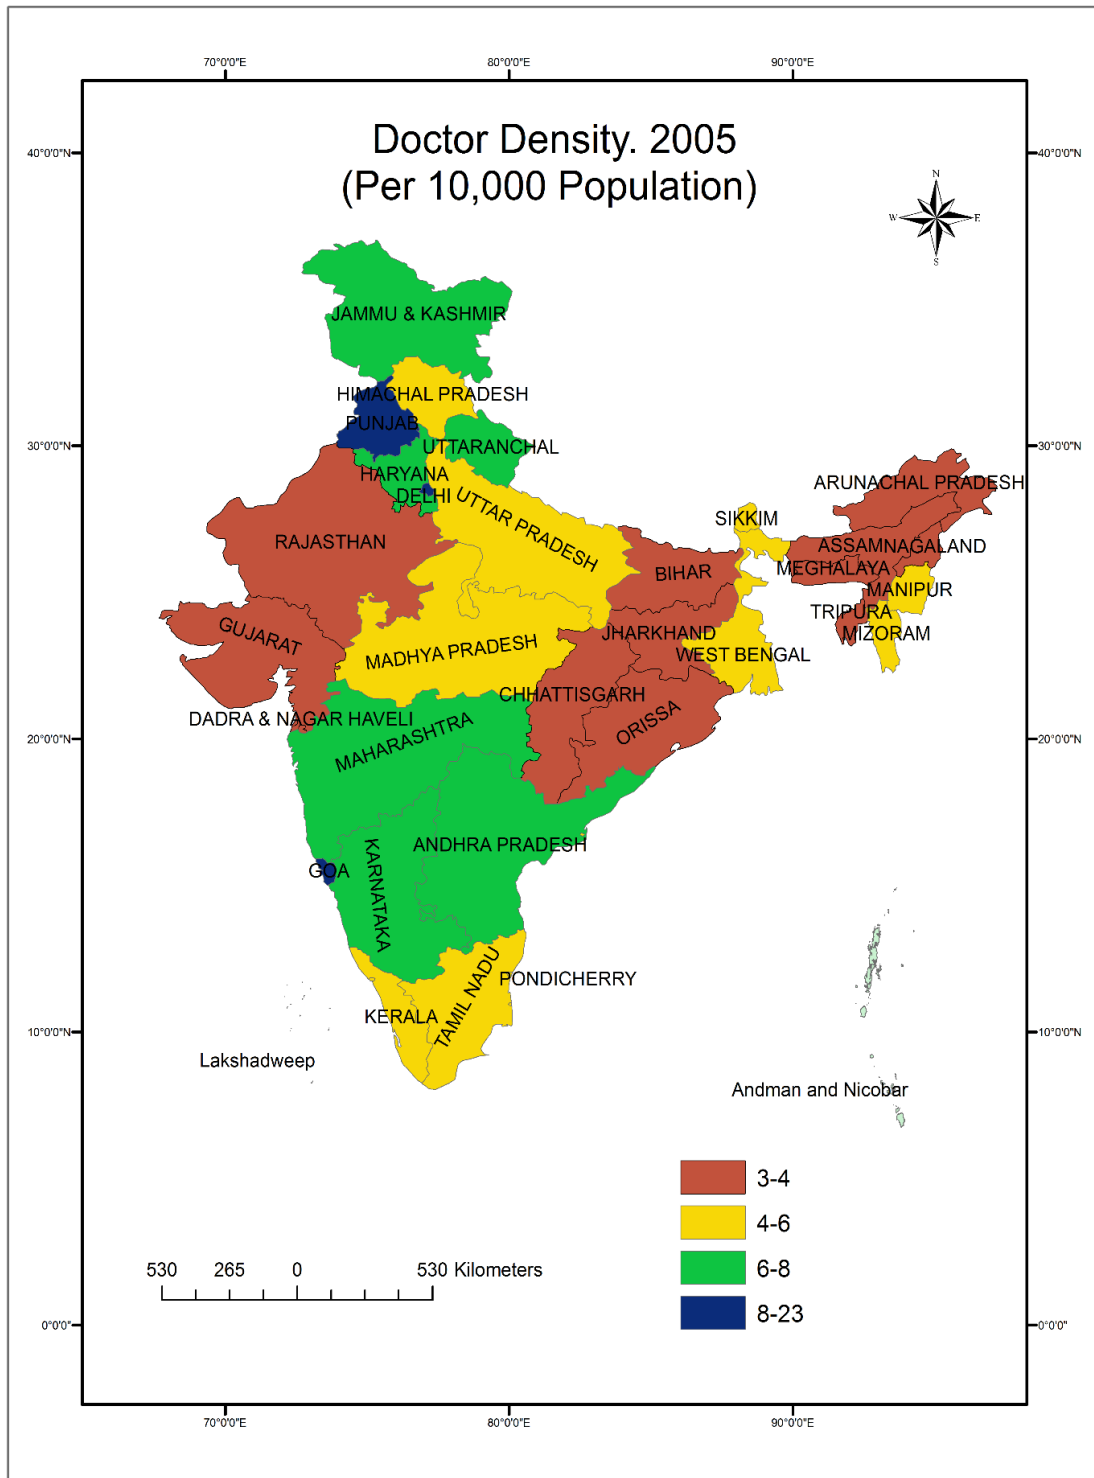 70°0'0"E 80°0'0"E 90°0'0"E
Doctor Density. 2005
(Per 10,000 Population)
40°0'0"N 40°0'0"N
N
W E
S
JAMMU & KASHMIR
HIMACHAL PRADESH
PUNJAB
30°0'0"N 30°0'0"N
UTTARANCHAL
HARYANA
DELHI
UTTAR PRADESH
ARUNACHAL PRADESH
SIKKIM
RAJASTHAN
ASSAM NAGALAND
BIHAR
MEGHALAYA
MANIPUR
TRIPURA
GUJARAT
JHARKHAND
MIZORAM
MADHYA PRADESH
WEST BENGAL
CHHATTISGARH
DADRA & NAGAR HAVELI
ORISSA
MAHARASHTRA
20°0'0"N 20°0'0"N
ANDHRA PRADESH
GOA
KARNATAKA
PONDICHERRY
TAMIL NADU
KERALA
10°0'0"N 10°0'0"N
Lakshadweep
Andman and Nicobar
3-4
4-6
6-8
8-23
530 265 0 530 Kilometers
0°0'0" 0°0'0"
70°0'0"E 80°0'0"E 90°0'0"E